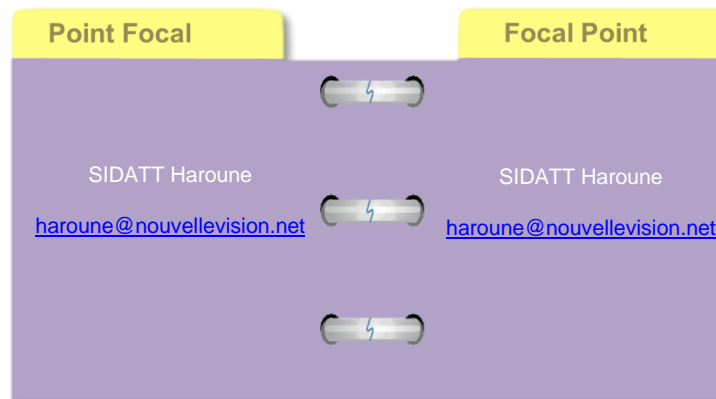 Point Focal
SIDATT Haroune
haroune@nouvellevision.net
Focal Point
SIDATT Haroune
haroune@nouvellevision.net